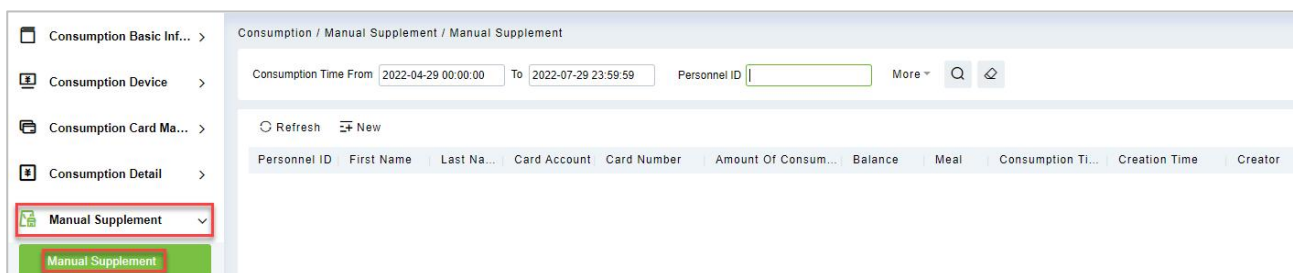 Consumption Basic Inf...
Consumption Device
Consumption Card Ma...
Consumption Detail
Manual Supplement
Manual Supplement
Consumption / Manual Supplement / Manual Supplement
Consumption Time From 2022-04-29 00:00:00 To 2022-07-29 23:59:59 Personnel ID More
Refresh New
Personnel ID First Name Last Na... Card Account Card Number Amount Of Consum... Balance Meal Consumption Ti... Creation Time Creator